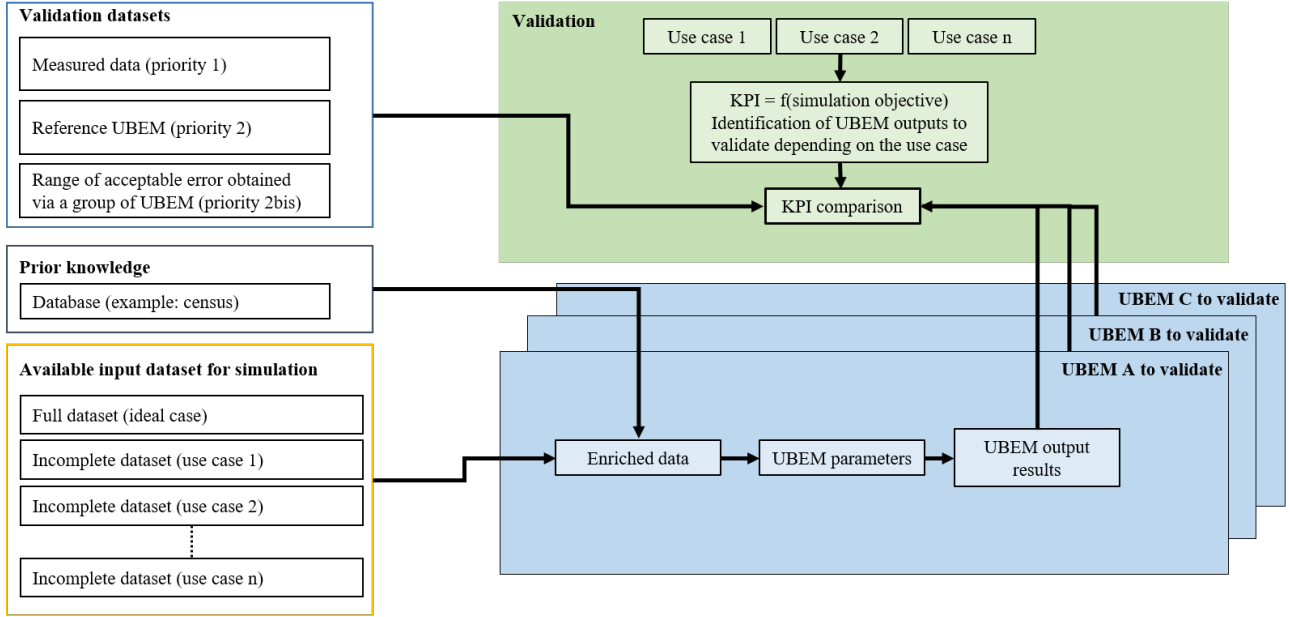 Validation datasets
Measured data (priority 1)
Reference UBEM (priority 2)
Range of acceptable error obtained
via a group of UBEM (priority 2bis)
Prior knowledge
Database (example: census)
Available input dataset for simulation
Full dataset (ideal case)
Incomplete dataset (use case 1)
Incomplete dataset (use case 2)
Incomplete dataset (use case n)
Validation
Use case 1
Use case 2
Use case n
KPI = f(simulation objective)
Identification of UBEM outputs to
validate depending on the use case
KPI comparison
UBEM C to validate
UBEM B to validate
UBEM A to validate
Enriched data
UBEM parameters
UBEM output
results